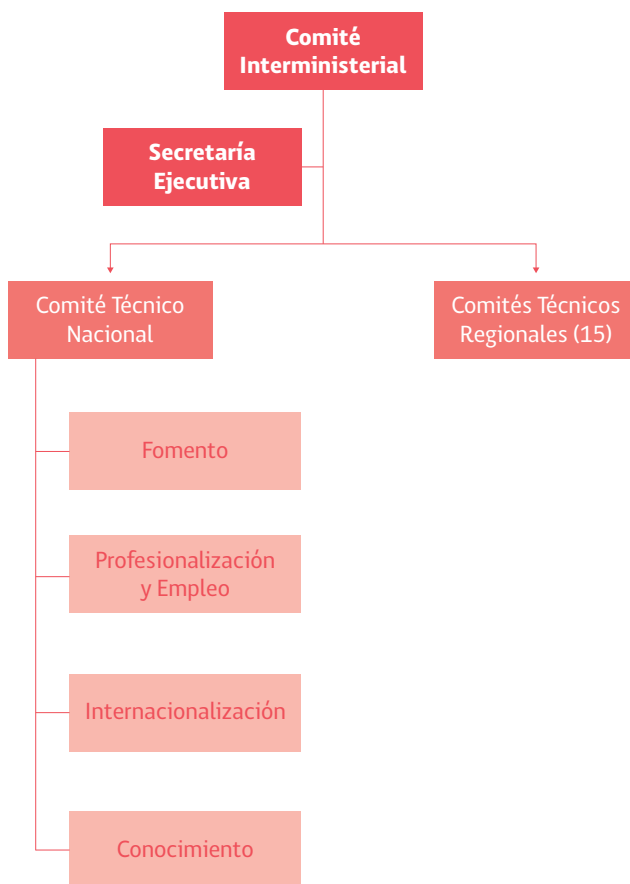 Comité
Interministerial
Secretaría
Ejecutiva
Comité Técnico
Nacional
Comités Técnicos
Regionales (15)
Fomento
Profesionalización
y Empleo
Internacionalización
Conocimiento